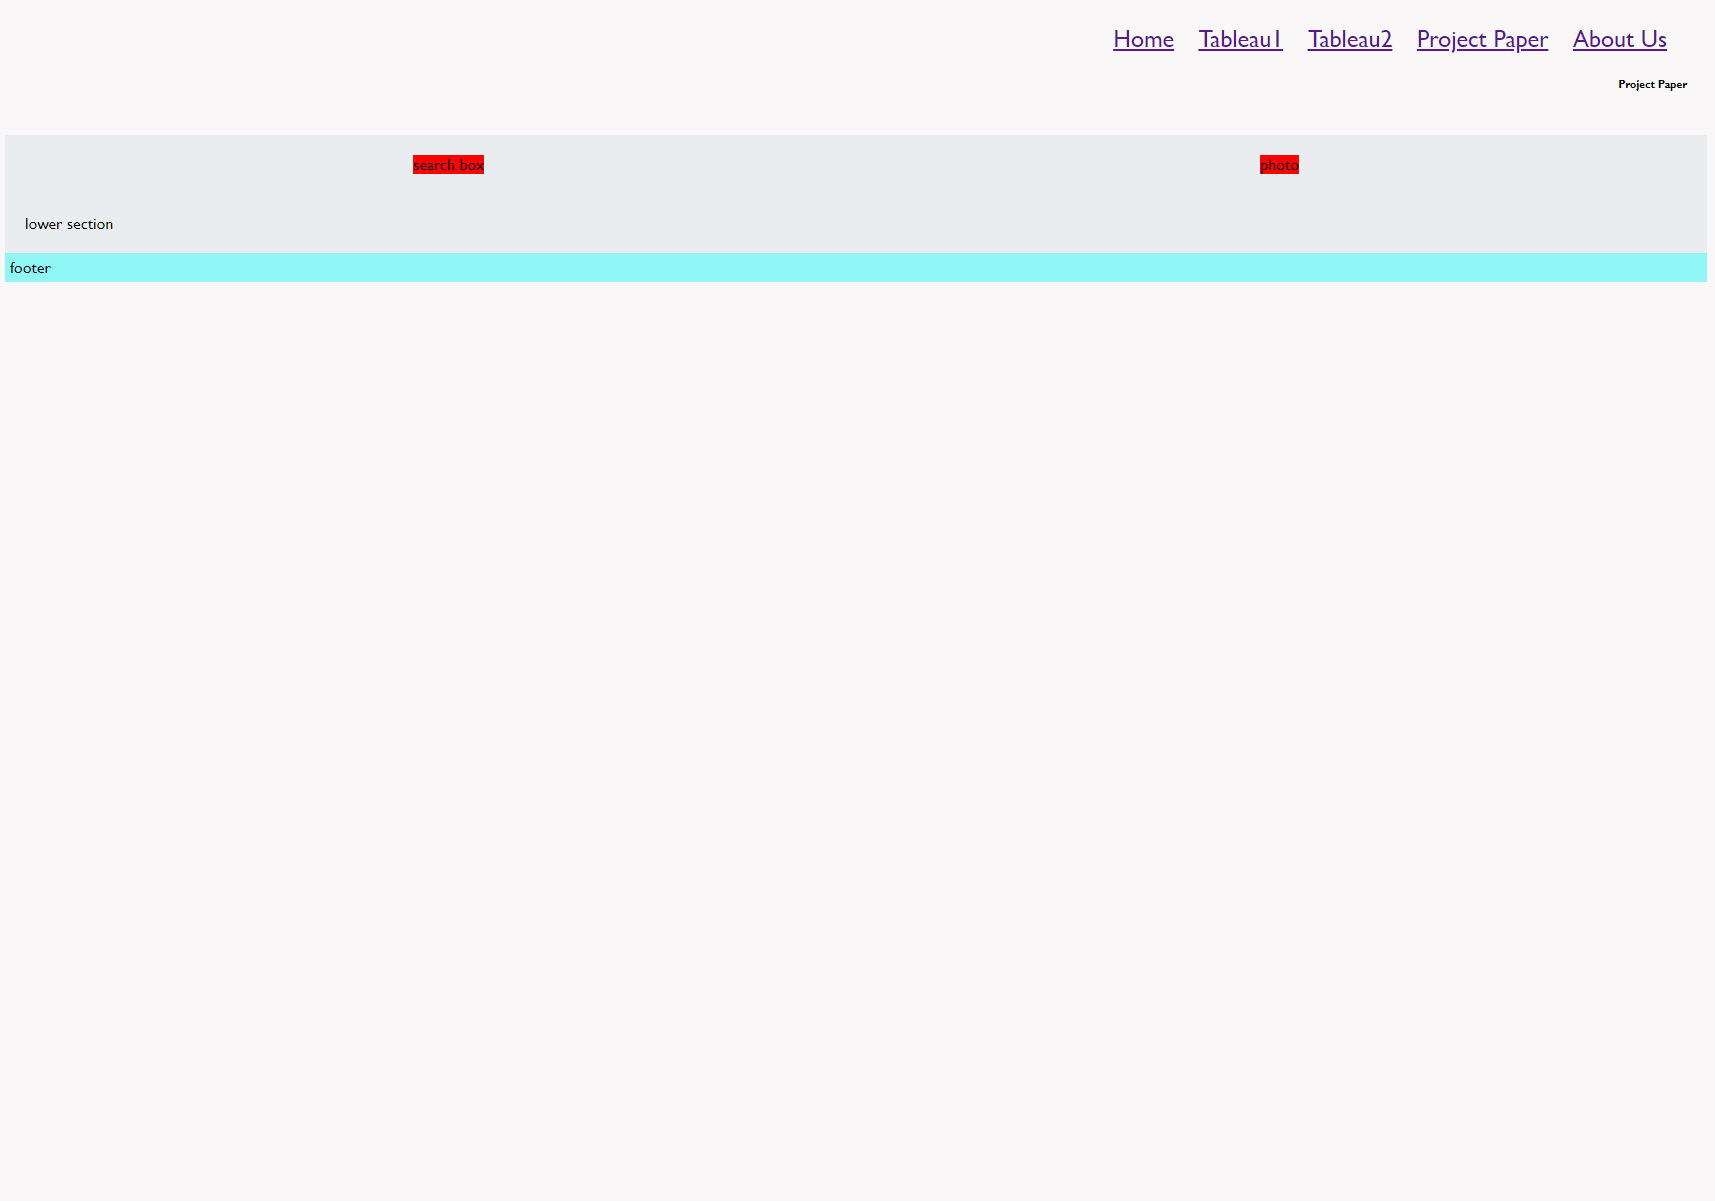 Home Tableau1 Tableau2 Project Paper About Us
Project Paper
search box photo
lower section
footer